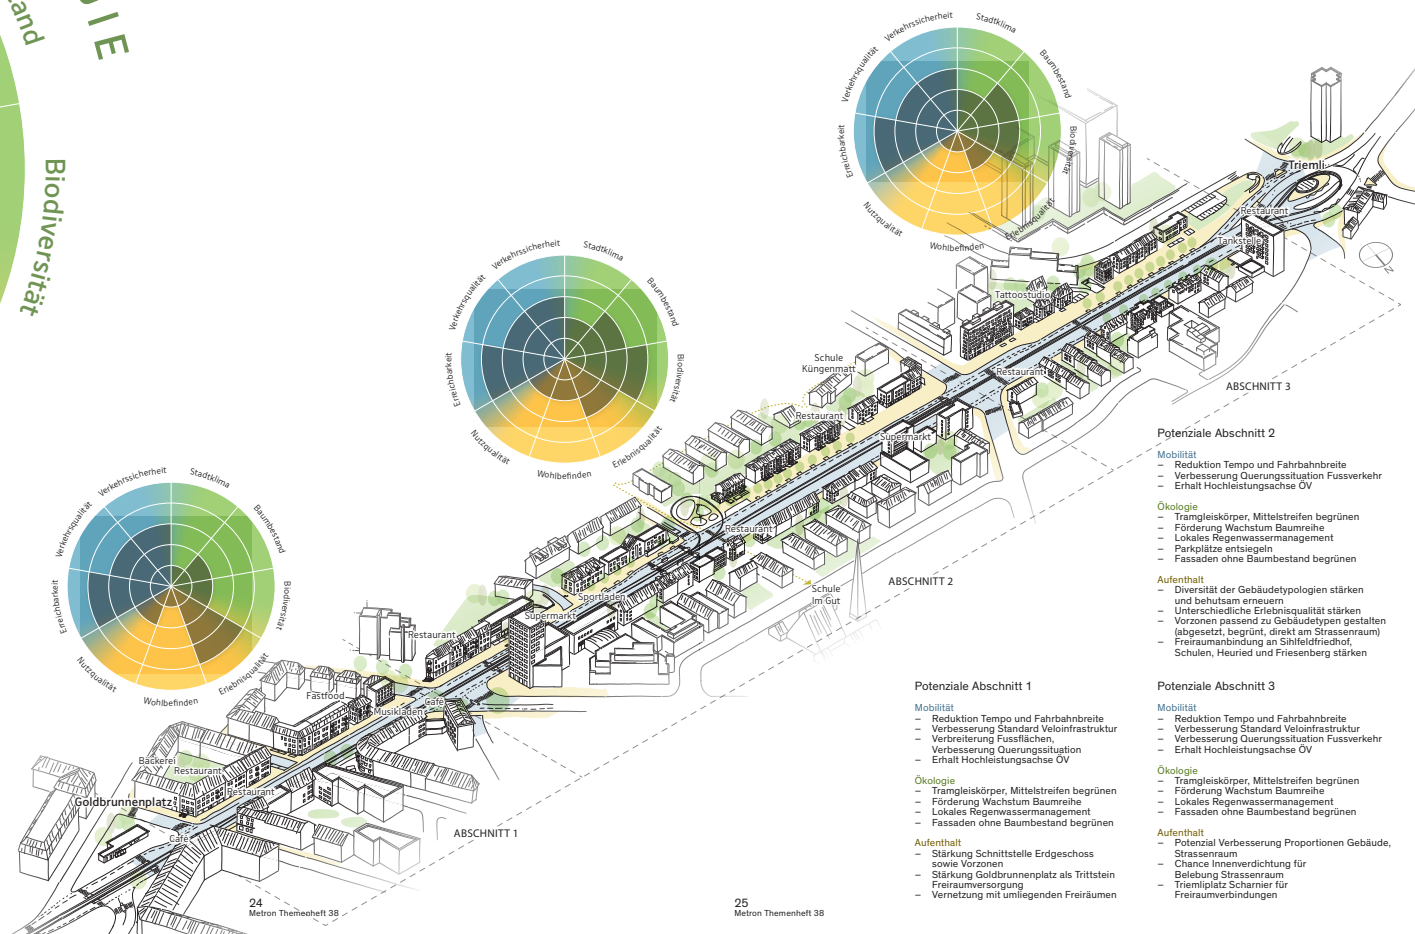 and
GIE
Biodiversität
Verkehrssicherheit
Stadtklima
Verkehrsqualität
Baumbestand
Erreichbarkeit
Biodiversität
Nutzqualität
Erlebnisqualität
Wohlbefinden
Triemli
Restaurant
Tankstelle
N
Tattoostudio
Verkehrssicherheit
Stadtklima
Verkehrsqualität
Baumbestand
Erreichbarkeit
Biodiversität
Nutzqualität
Erlebnisqualität
Wohlbefinden
Schule
Küngenmatt
Restaurant
ABSCHNITT 3
Restaurant
Supermarkt
Restaurant
Schule
Im Gut
ABSCHNITT 2
Verkehrssicherheit
Stadtklima
Verkehrsqualität
Baumbestand
Erreichbarkeit
Biodiversität
Nutzqualität
Erlebnisqualität
Wohlbefinden
Sportladen
Supermarkt
Restaurant
Fastfood
Café
Musikladen
Bäckerei
Restaurant
Restaurant
Goldbrunnenplatz
Café
ABSCHNITT 1
24
Metron Themenheft 38
25
Metron Themenheft 38
Potenziale Abschnitt 1
Mobilität
– Reduktion Tempo und Fahrbahnbreite
– Verbesserung Standard Veloinfrastruktur
– Verbreiterung Fussflächen,
Verbesserung Querungssituation
– Erhalt Hochleistungsachse ÖV
Ökologie
– Tramgleiskörper, Mittelstreifen begrünen
– Förderung Wachstum Baumreihe
– Lokales Regenwassermanagement
– Fassaden ohne Baumbestand begrünen
Aufenthalt
– Stärkung Schnittstelle Erdgeschoss
sowie Vorzonen
– Stärkung Goldbrunnenplatz als Trittstein
Freiraumversorgung
– Vernetzung mit umliegenden Freiräumen
Potenziale Abschnitt 2
Mobilität
– Reduktion Tempo und Fahrbahnbreite
– Verbesserung Querungssituation Fussverkehr
– Erhalt Hochleistungsachse ÖV
Ökologie
– Tramgleiskörper, Mittelstreifen begrünen
– Förderung Wachstum Baumreihe
– Lokales Regenwassermanagement
– Parkplätze entsiegeln
– Fassaden ohne Baumbestand begrünen
Aufenthalt
– Diversität der Gebäudetypologien stärken
und behutsam erneuern
– Unterschiedliche Erlebnisqualität stärken
– Vorzonen passend zu Gebäudetypen gestalten
(abgesetzt, begrünt, direkt am Strassenraum)
Freiraumanbindung an Sihlfeldfriedhof,
Schulen, Heuried und Friesenberg stärken
Potenziale Abschnitt 3
Mobilität
– Reduktion Tempo und Fahrbahnbreite
– Verbesserung Standard Veloinfraktur
– Verbesserung Querungssituation Fussverkehr
– Erhalt Hochleistungsachse ÖV
Ökologie
– Tramgleiskörper, Mittelstreifen begrünen
– Förderung Wachstum Baumreihe
– Lokales Regenwassermanagement
– Fassaden ohne Baumbestand begrünen
Aufenthalt
– Potenzial Verbesserung Proportionen Gebäude,
Strassenraum
– Chance Innenverdichtung für
Belebung Strassenraum
– Triemliplatz Scharnier für
Freiraumverbindungen